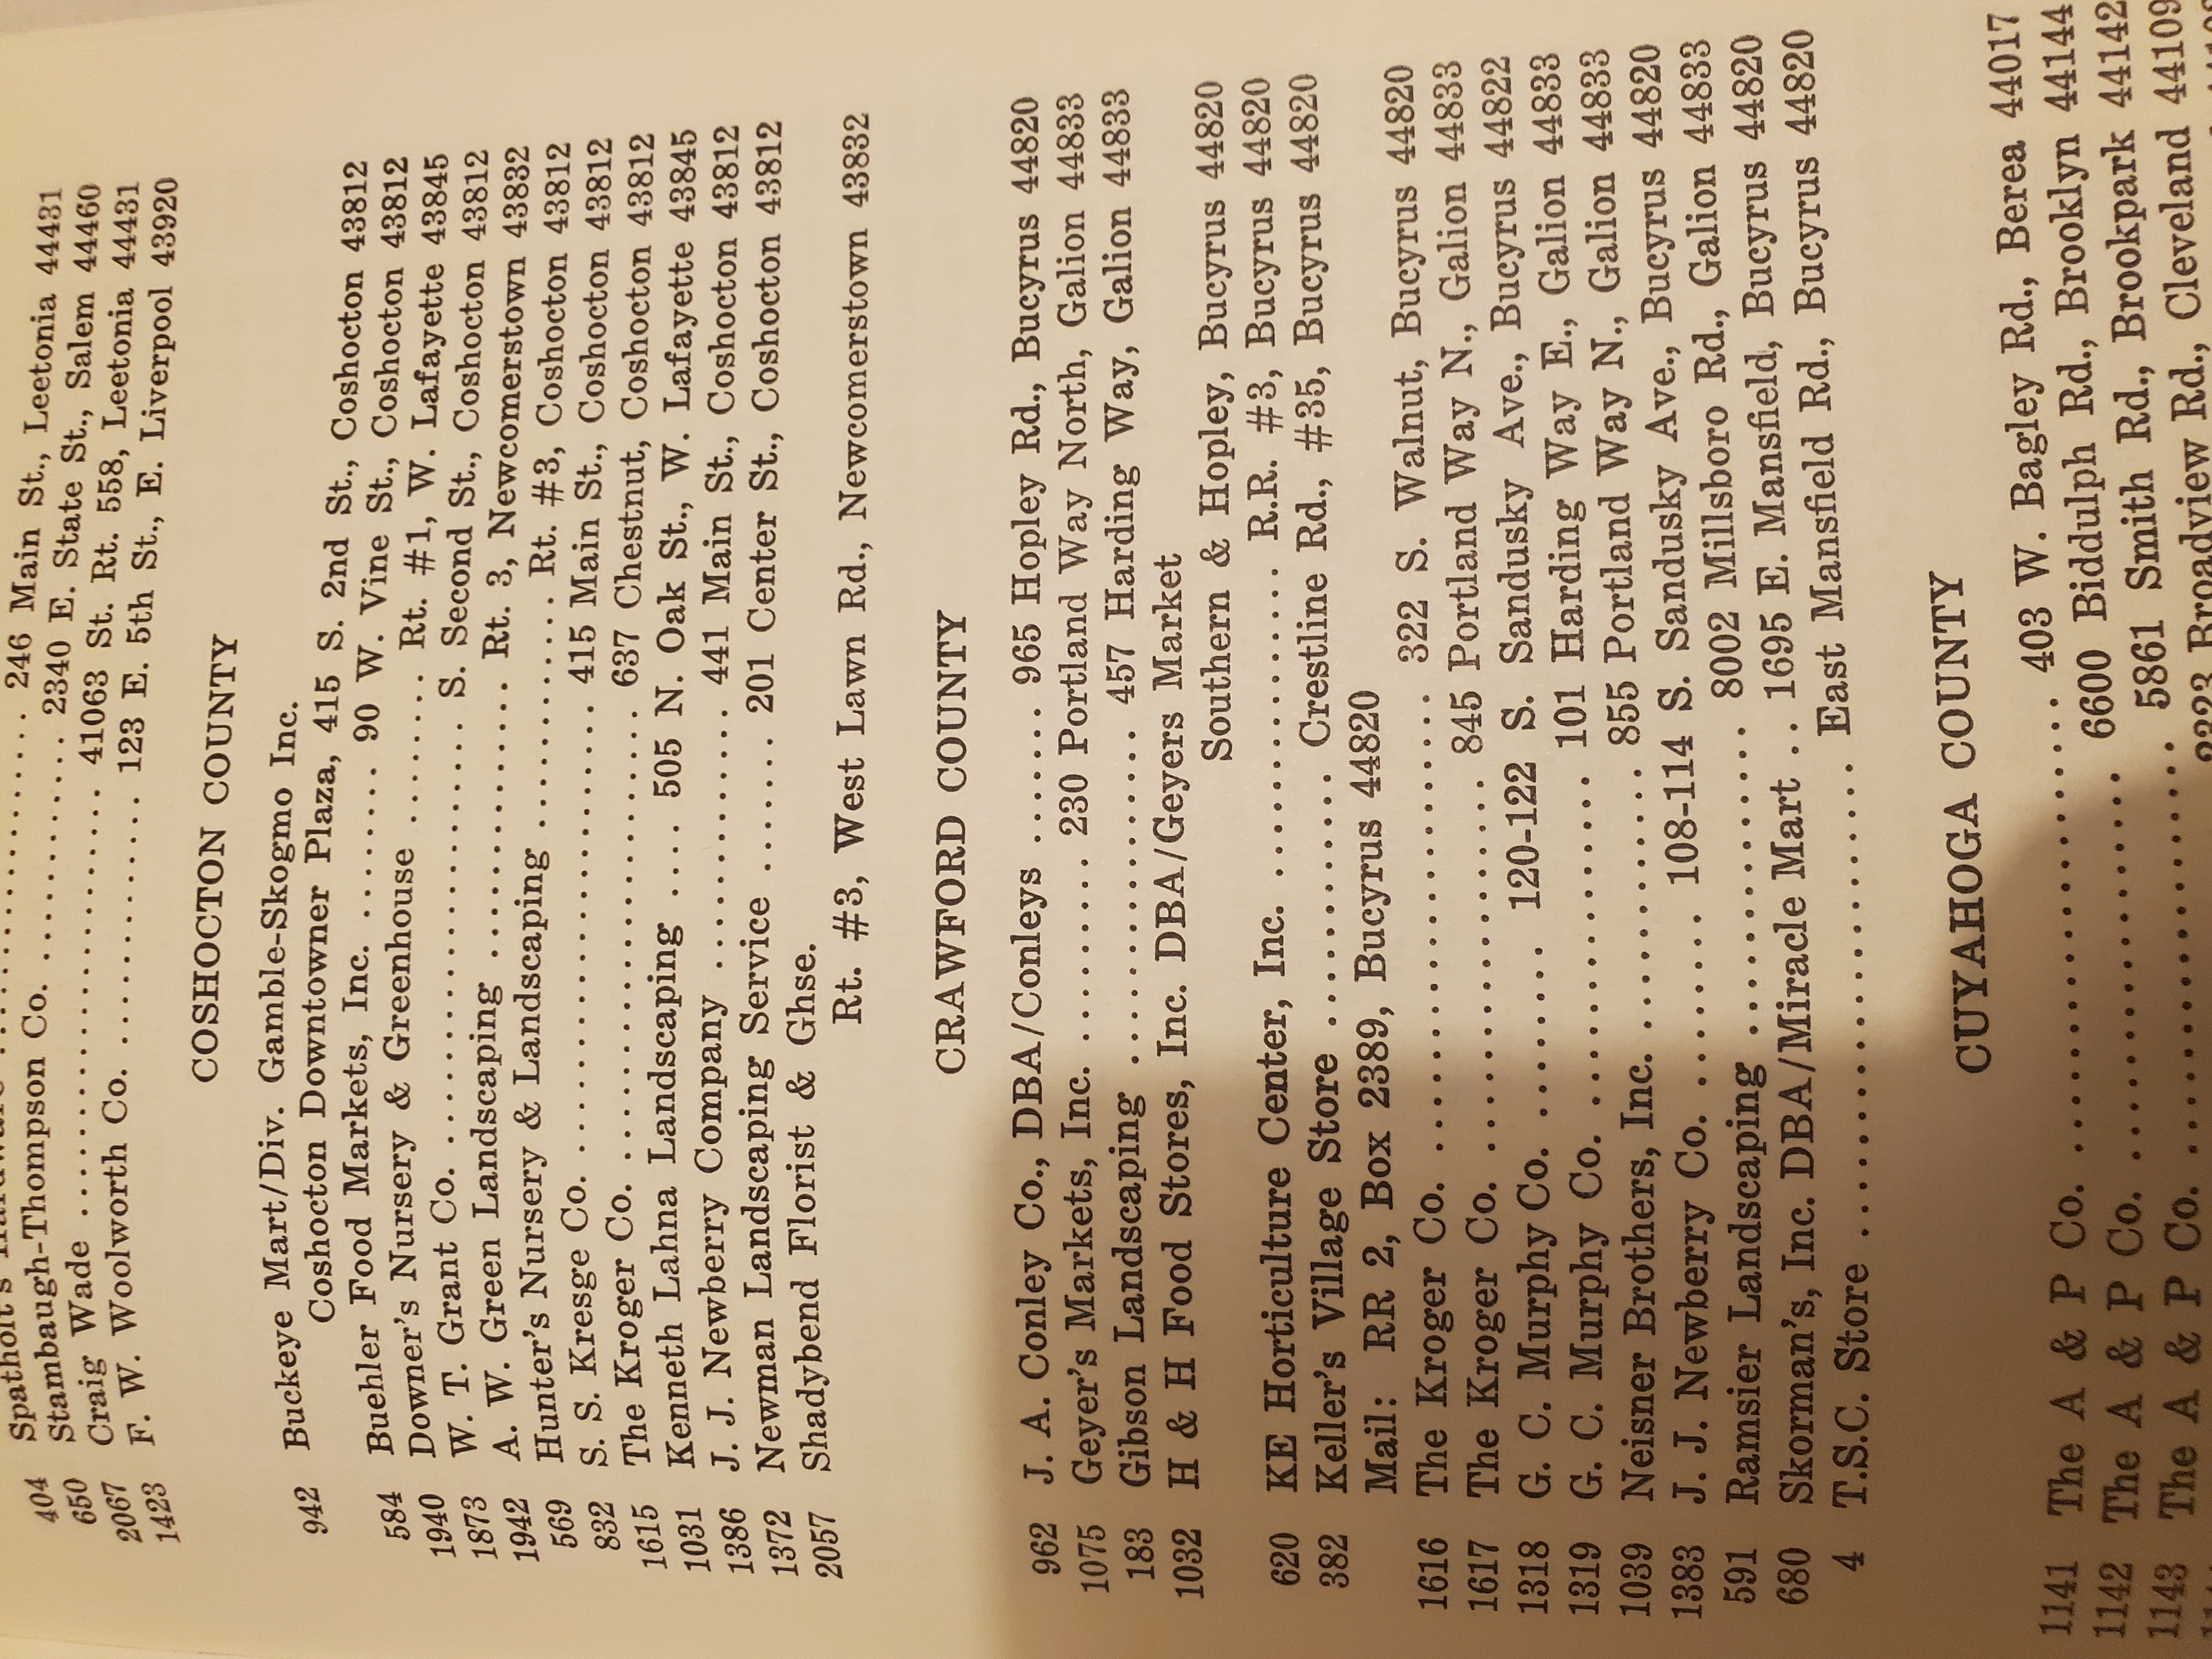 Spatholt's Hardware ........ 246 Main St., Leetonia 44431
404 Stambaugh-Thompson Co. .......... 2340 E. State St., Salem 44460
650 Craig Wade .......... 41063 St. Rt. 558, Leetonia 44431
2067 F. W. Woolworth Co. .......... 123 E. 5th St., E. Liverpool 43920
1423
COSHOCTON COUNTY
942 Buckeye Mart/Div. Gamble-Skogmo Inc.
Coshocton Downtowner Plaza, 415 S. 2nd St., Coshocton 43812
584 Buehler Food Markets, Inc. ........ 90 W. Vine St., Coshocton 43812
1940 Downer's Nursery & Greenhouse ....... Rt. #1, W. Lafayette 43845
1873 W. T. Grant Co. .......... S. Second St., Coshocton 43812
1942 A. W. Green Landscaping .......... Rt. 3, Newcomerstown 43832
569 Hunter's Nursery & Landscaping .......... Rt. #3, Coshocton 43812
832 S. S. Kresge Co. .......... 415 Main St., Coshocton 43812
1615 The Kroger Co. .......... 637 Chestnut, Coshocton 43812
1031 Kenneth Lahna Landscaping .... 505 N. Oak St., W. Lafayette 43845
1386 J. J. Newberry Company .......... 441 Main St., Coshocton 43812
1372 Newman Landscaping Service ....... 201 Center St., Coshocton 43812
2057 Shadybend Florist & Ghse.
Rt. #3, West Lawn Rd., Newcomerstown 43832
CRAWFORD COUNTY
962 J. A. Conley Co., DBA/Conleys ....... 965 Hopley Rd., Bucyrus 44820
1075 Geyer's Markets, Inc. .......... 230 Portland Way North, Galion 44833
183 Gibson Landscaping .......... 457 Harding Way, Galion 44833
1032 H & H Food Stores, Inc. DBA/Geyers Market
Southern & Hopley, Bucyrus 44820
620 KE Horticulture Center, Inc. .......... R.R. #3, Bucyrus 44820
382 Keller's Village Store .......... Crestline Rd., #35, Bucyrus 44820
Mail: RR 2, Box 2389, Bucyrus 44820
1616 The Kroger Co. .......... 322 S. Walnut, Bucyrus 44820
1617 The Kroger Co. .......... 845 Portland Way N., Galion 44833
1318 G. C. Murphy Co. .......... 120-122 S. Sandusky Ave., Bucyrus 44822
1319 G. C. Murphy Co. .......... 101 Harding Way E., Galion 44833
1039 Neisner Brothers, Inc. .......... 855 Portland Way N., Galion 44833
1383 J. J. Newberry Co. .......... 108-114 S. Sandusky Ave., Bucyrus 44820
591 Ramsier Landscaping .......... 8002 Millsboro Rd., Galion 44833
680 Skorman's, Inc. DBA/Miracle Mart .. 1695 E. Mansfield, Bucyrus 44820
4 T.S.C. Store .......... East Mansfield Rd., Bucyrus 44820
CUYAHOGA COUNTY
1141 The A & P Co. .......... 403 W. Bagley Rd., Berea 44017
1142 The A & P Co. .......... 6600 Biddulph Rd., Brooklyn 44144
1143 The A & P Co. .......... 5861 Smith Rd., Brookpark 44142
Broadview Rd., Cleveland 44109